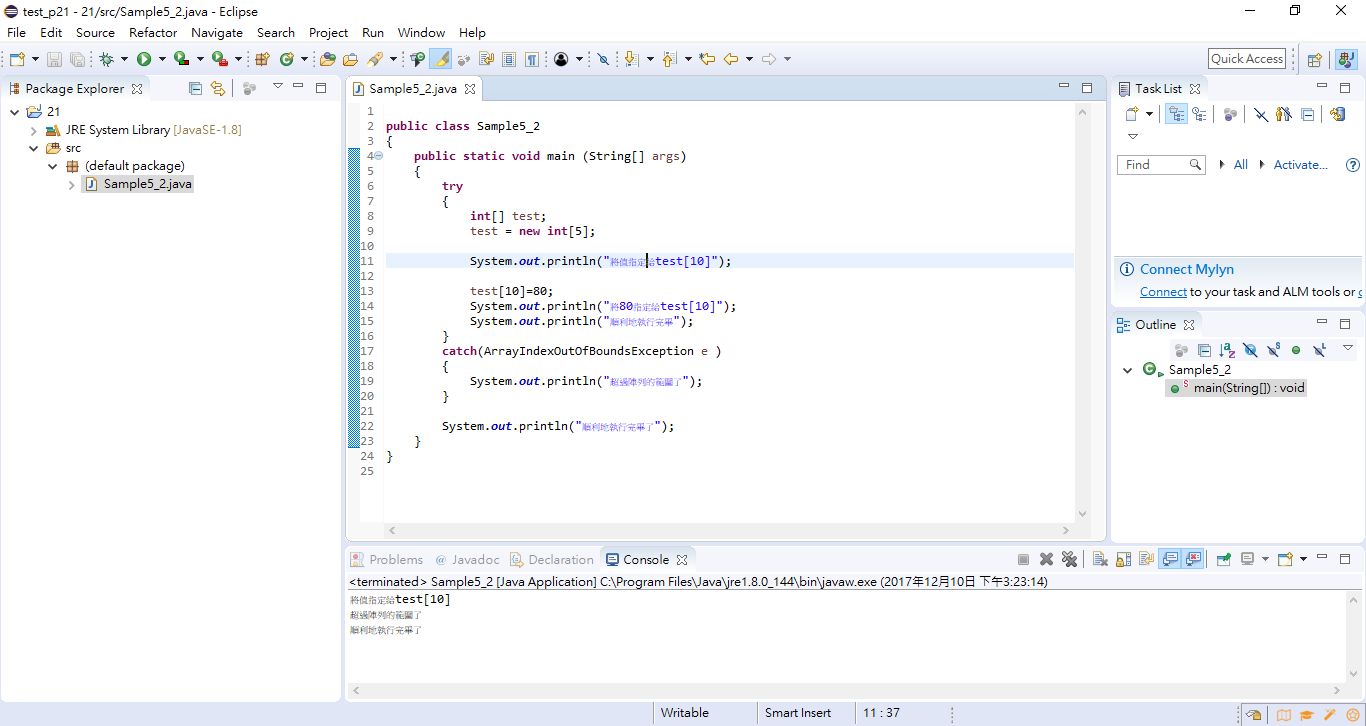 test_p21 - 21/src/Sample5_2.java - Eclipse
File Edit Source Refactor Navigate Search Project Run Window Help
Quick Access
Package Explorer
21
JRE System Library [JavaSE-1.8]
src
(default package)
Sample5_2.java
Sample5_2.java
1
2 public class Sample5_2
3 {
4 public static void main (String[] args)
5 {
6 try
7 {
8 int[] test;
9 test = new int[5];
10
11 System.out.println("將值指定給test[10]");
12
13 test[10]=80;
14 System.out.println("將80指定給test[10]");
15 System.out.println("順利地執行完畢");
16 }
17 catch(ArrayIndexOutOfBoundsException e )
18 {
19 System.out.println("超過陣列的範圍了");
20 }
21
22 System.out.println("順利地執行完畢了");
23 }
24 }
25
Task List
Find All Activate...
Connect Mylyn
Connect to your task and ALM tools or c
Outline
Sample5_2
main(String[]) : void
Problems @ Javadoc Declaration Console
<terminated> Sample5_2 [Java Application] C:\Program Files\Java\jre1.8.0_144\bin\javaw.exe (2017年12月10日 下午3:23:14)
將值指定給test[10]
超過陣列的範圍了
順利地執行完畢了
Writable Smart Insert 11 : 37